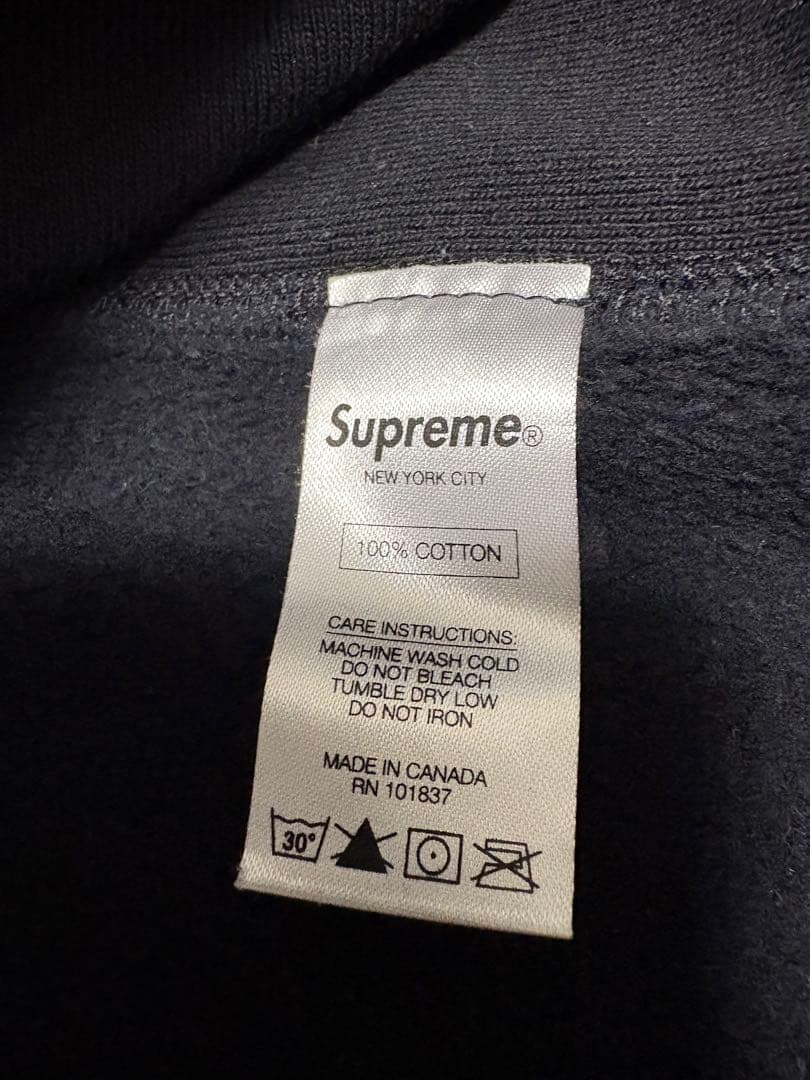 Supreme®
NEW YORK CITY
100% COTTON
CARE INSTRUCTIONS:
MACHINE WASH COLD
DO NOT BLEACH
TUMBLE DRY LOW
DO NOT IRON
MADE IN CANADA
RN 101837
30°